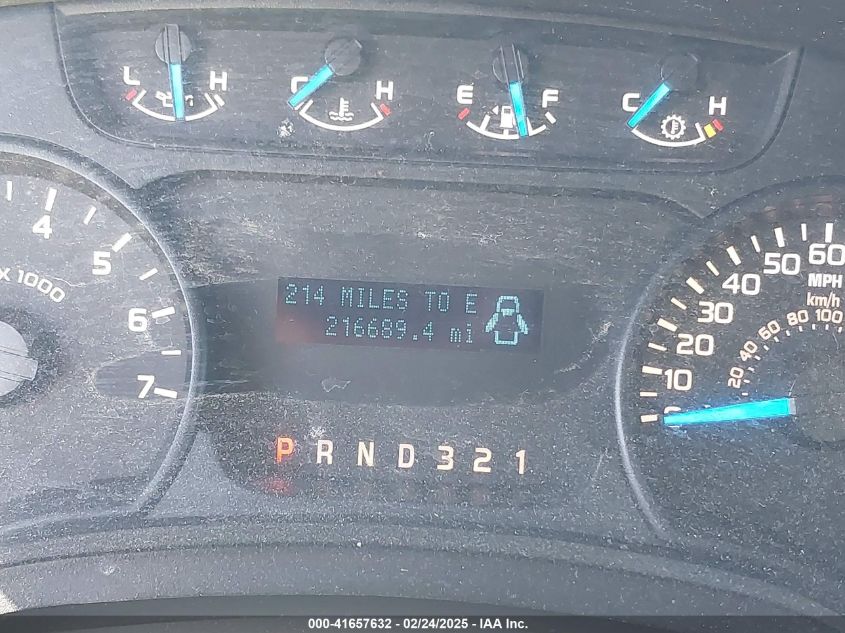 L H
C H
E F
C H
4
5
6
7
x 1000
214 MILES TO E
216689.4 mi
P R N D 3 2 1
60
50
40
30
20
10
MPH
km/h
100
80
60
40
20
000-41657632 - 02/24/2025 - IAA Inc.